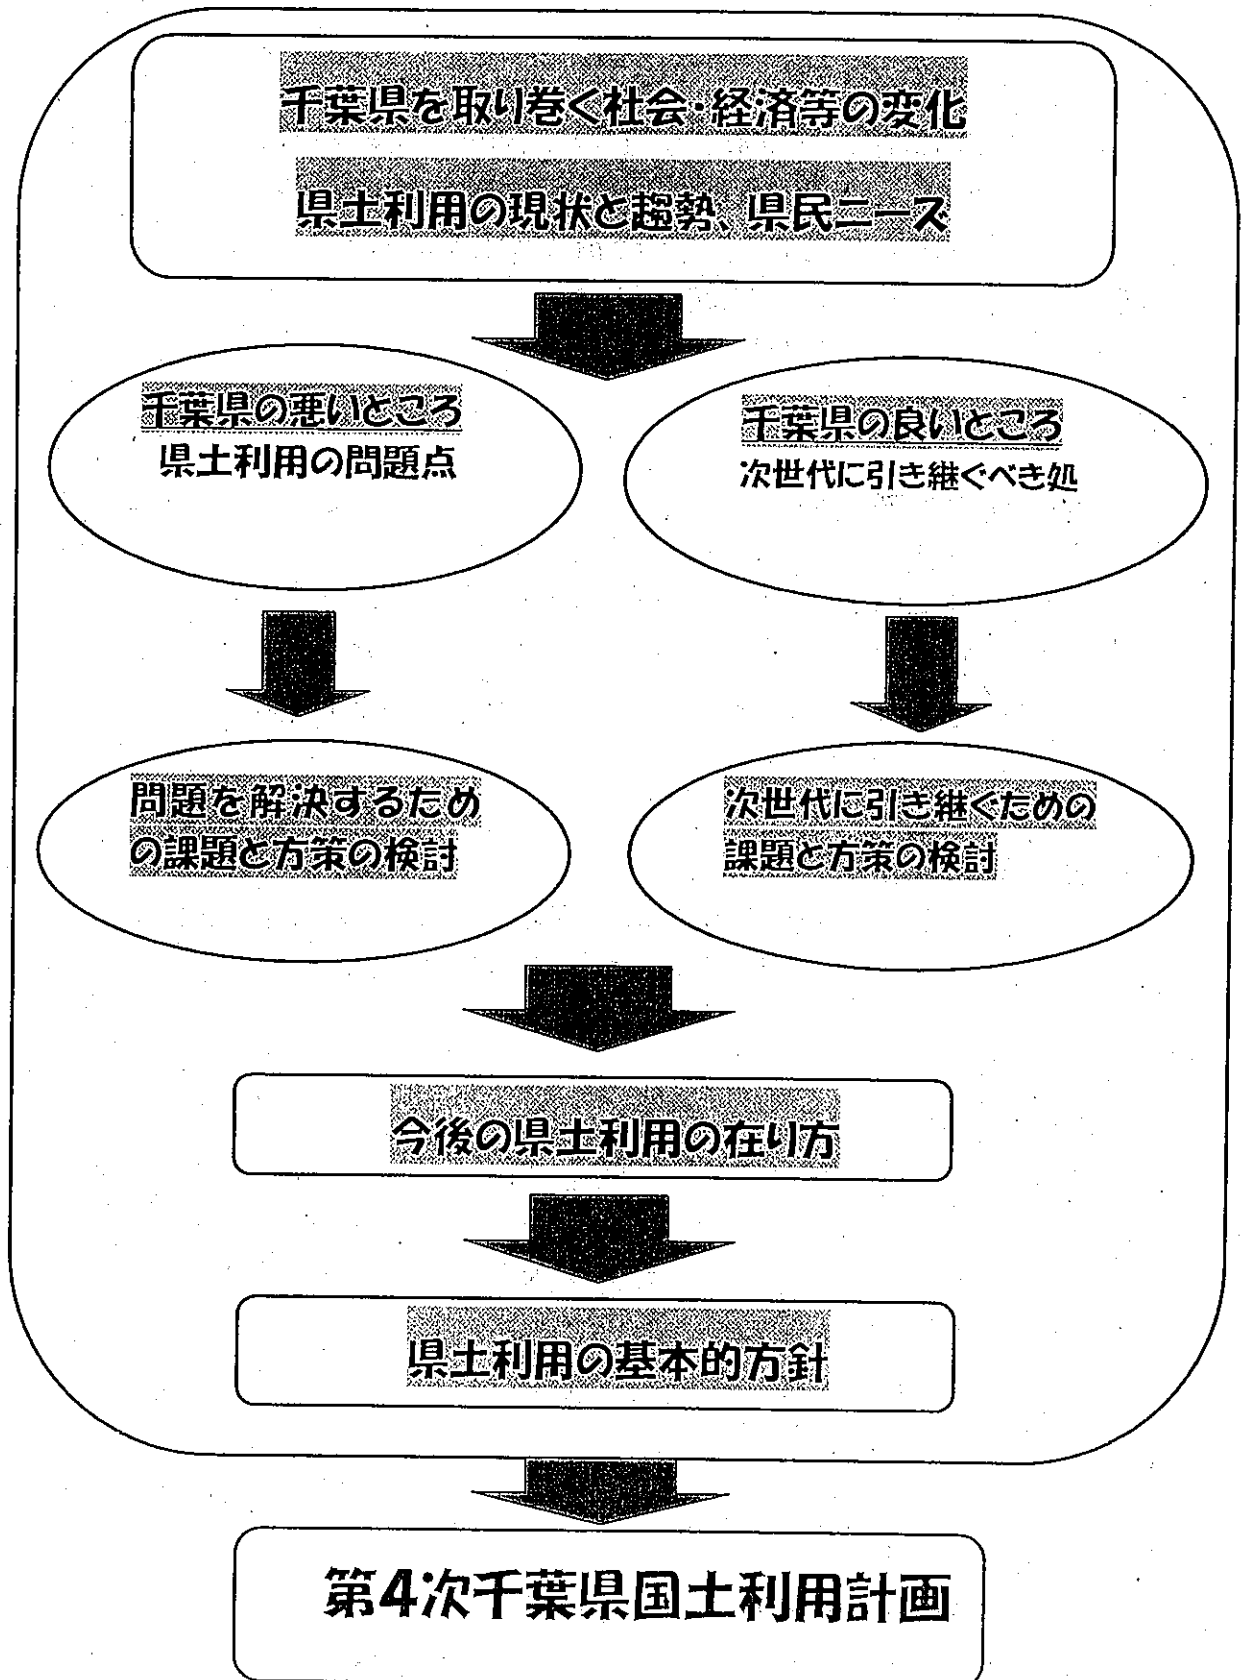 千葉県を取り巻く社会・経済等の変化
県土利用の現状と趨勢、県民ニーズ
千葉県の悪いところ
県土利用の問題点
千葉県の良いところ
次世代に引き継ぐべき処
問題を解決するため
の課題と方策の検討
次世代に引き継ぐための
課題と方策の検討
今後の県土利用の在り方
県土利用の基本的方針
第4次千葉県国土利用計画